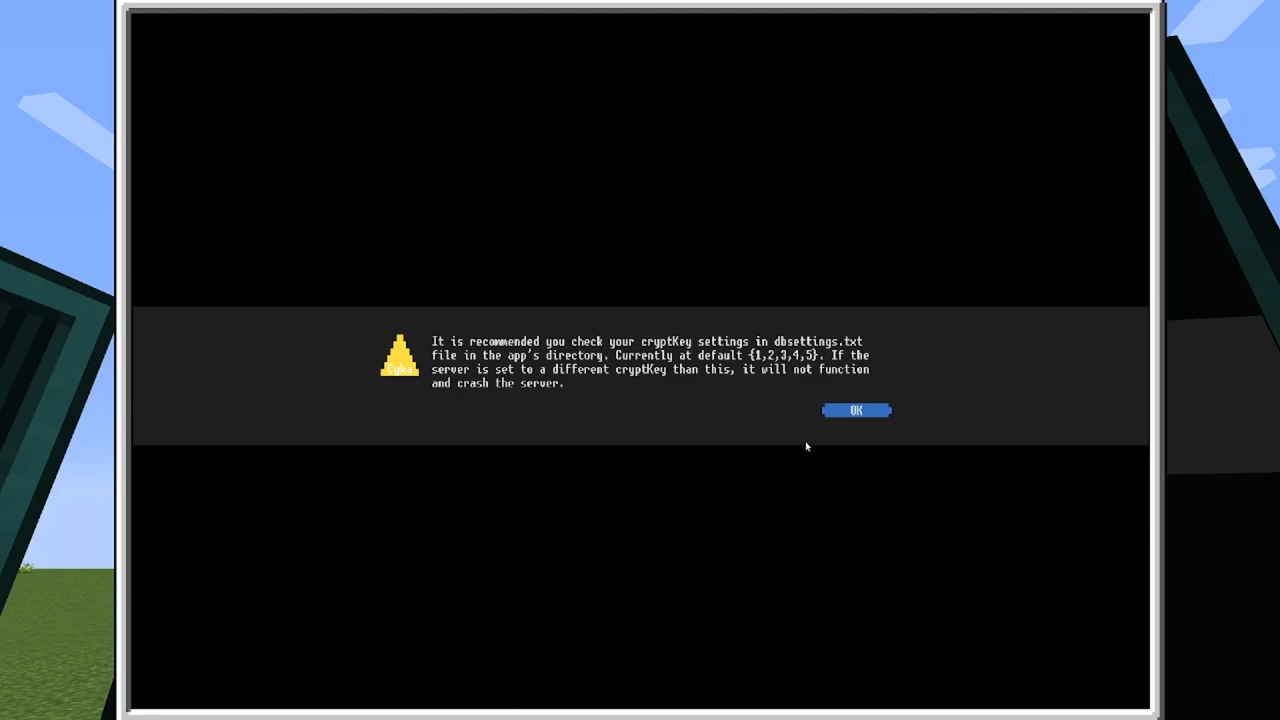 It is recommended you check your cryptKey settings in dbsettings.txt
file in the app's directory. Currently at default {1,2,3,4,5}. If the
server is set to a different cryptKey than this, it will not function
and crash the server.
Cyka
OK